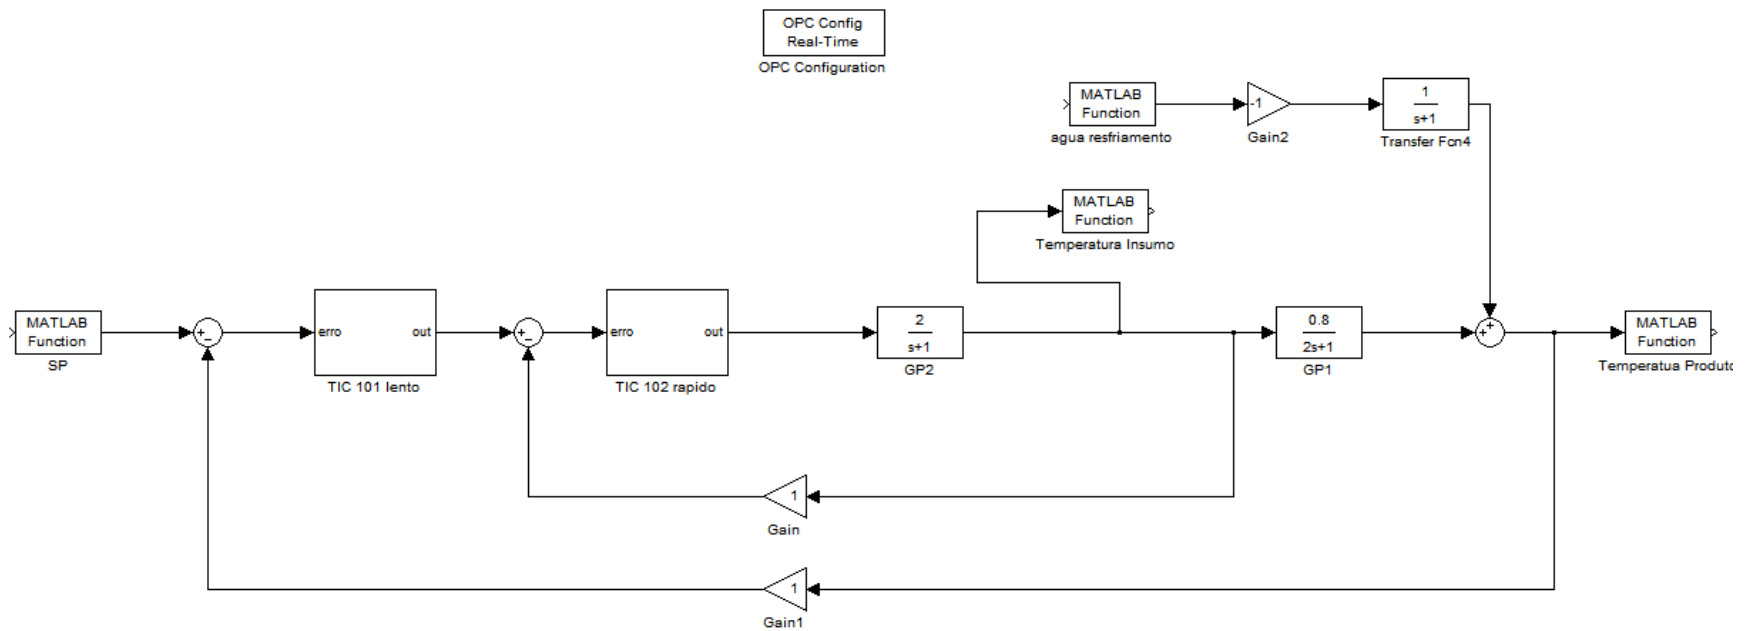 OPC Config
Real-Time
OPC Configuration
MATLAB
Function
agua resfriamento
-1
Gain2
1
s+1
Transfer Fcn4
MATLAB
Function
Temperatura Insumo
MATLAB
Function
SP
+
−
erro out
TIC 101 lento
+
−
erro out
TIC 102 rapido
2
s+1
GP2
0.8
2s+1
GP1
+
+
MATLAB
Function
Temperatua Produto
1
Gain
1
Gain1